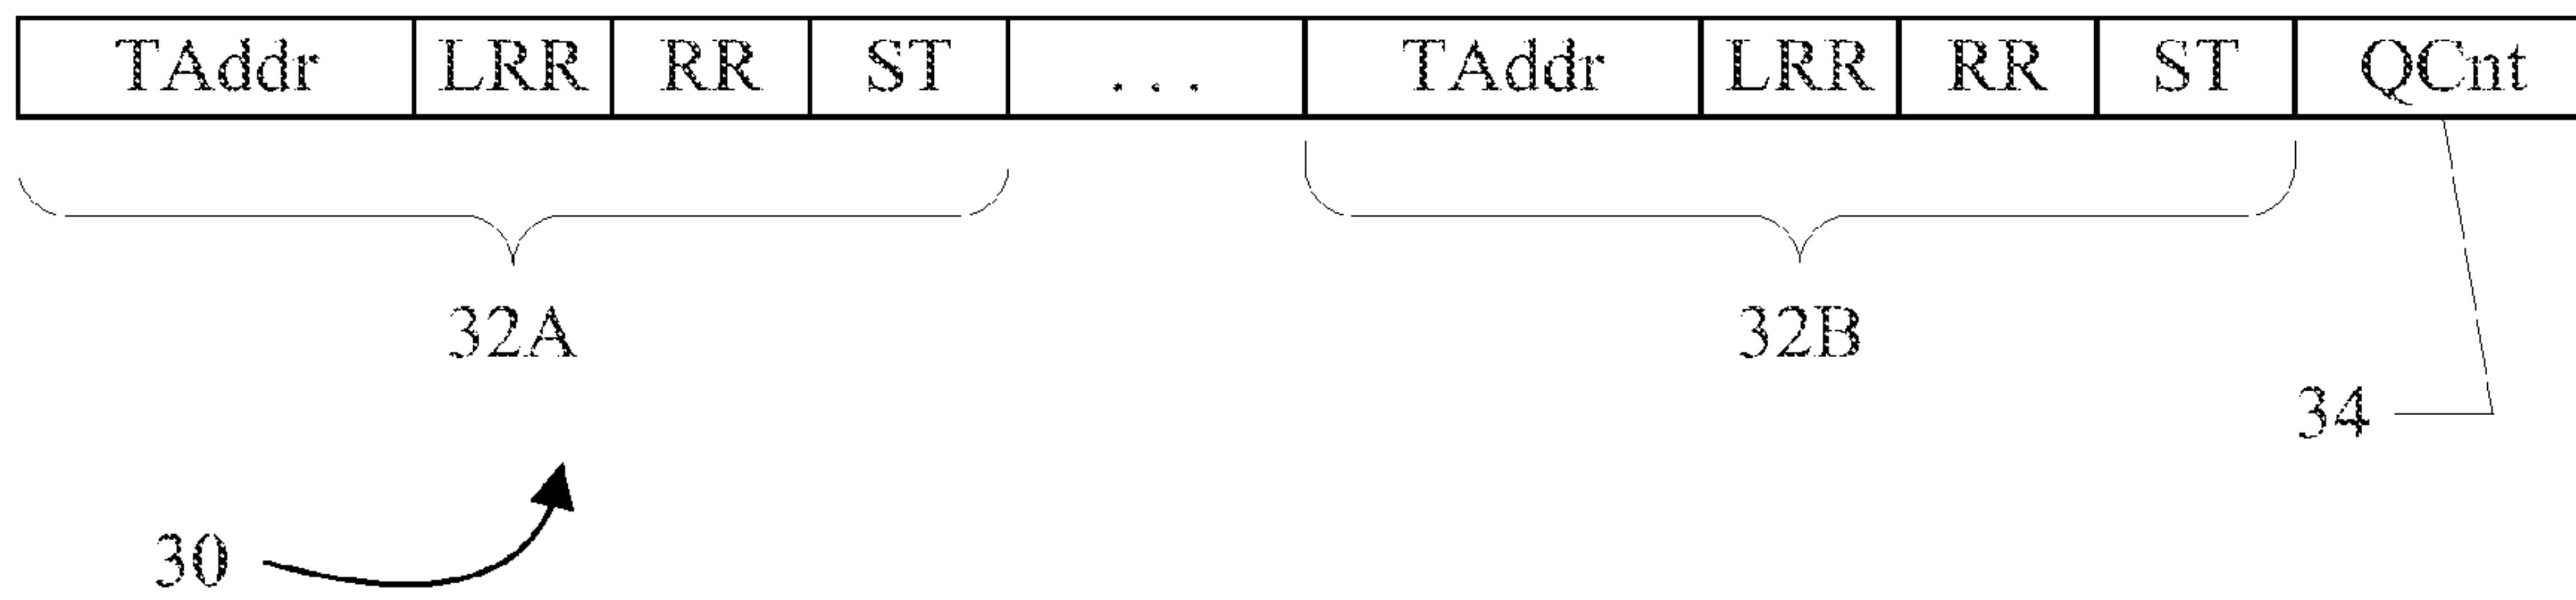 TAddr LRR RR ST . . . TAddr LRR RR ST QCnt
32A 32B
34
30